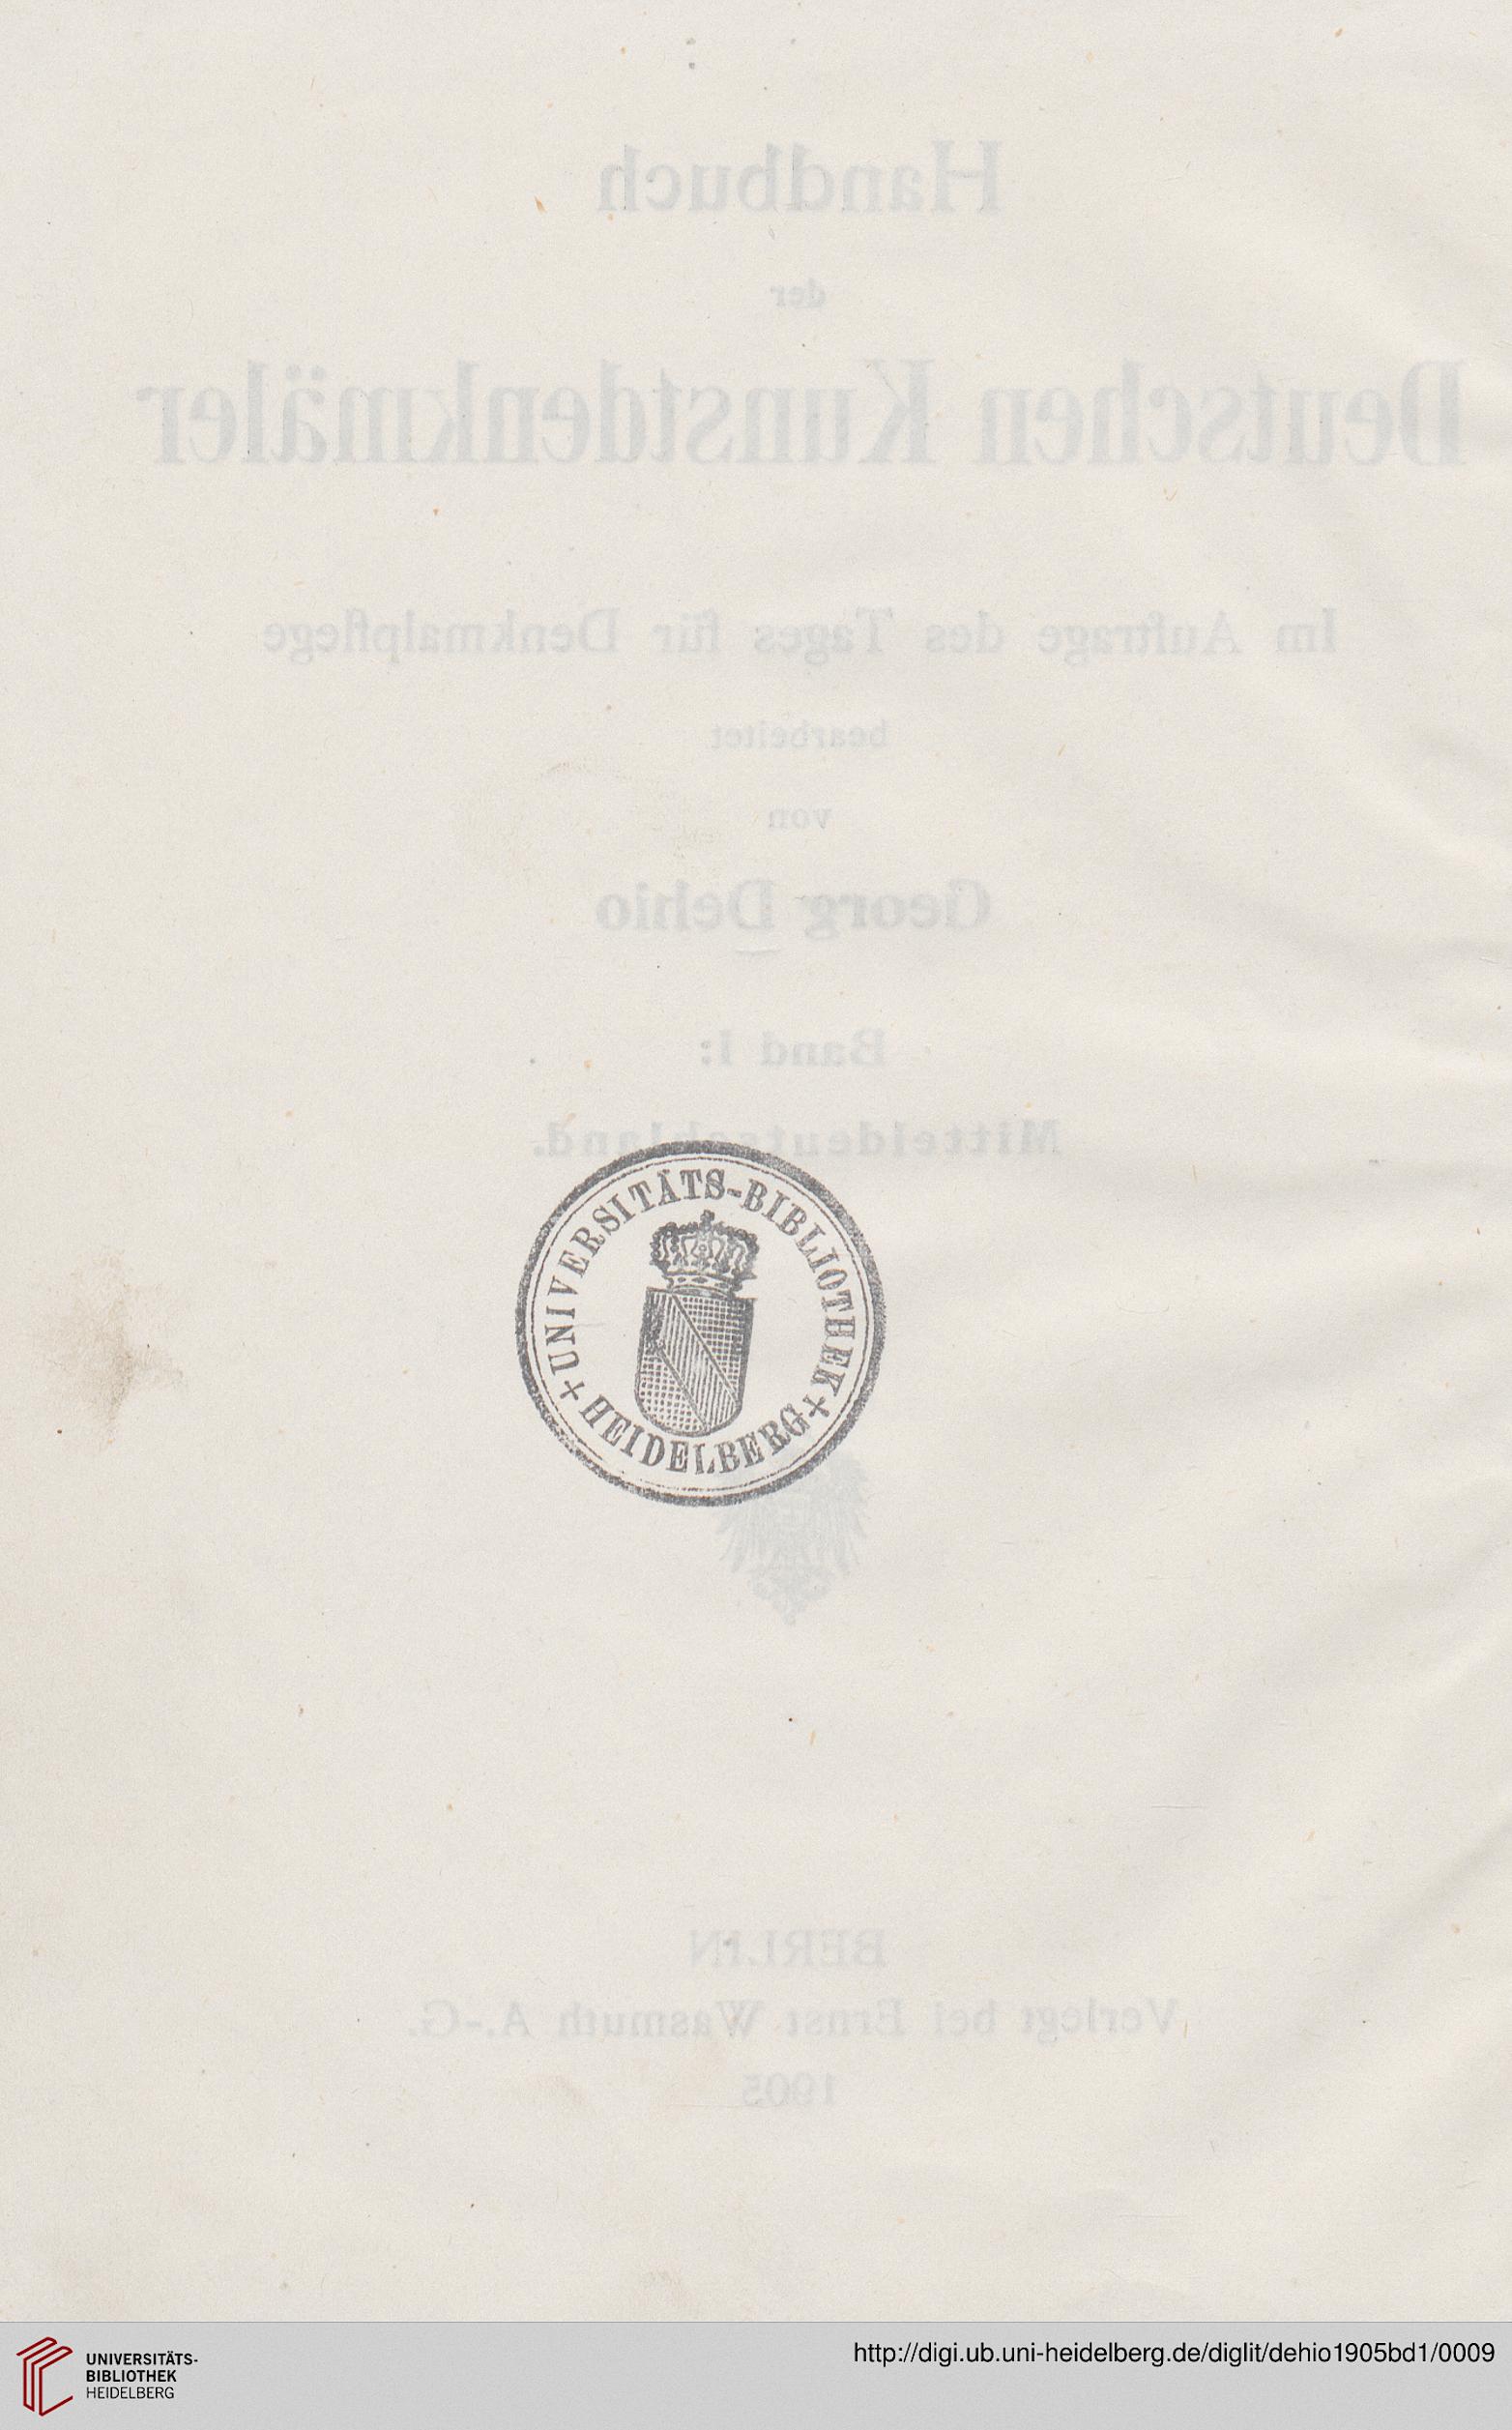 Handbuch
der
Deutschen Kunstdenkmäler
Im Auftrage des Tages für Denkmalpflege
bearbeitet
von
Georg Dehio
Band I:
Mitteldeutschland.
UNIVERSITÄTS-BIBLIOTHEK
+ HEIDELBERG +
BERLIN
Verlegt bei Ernst Wasmuth A.-G.
1905
UNIVERSITÄTS-
BIBLIOTHEK
HEIDELBERG
http://digi.ub.uni-heidelberg.de/diglit/dehio1905bd1/0009